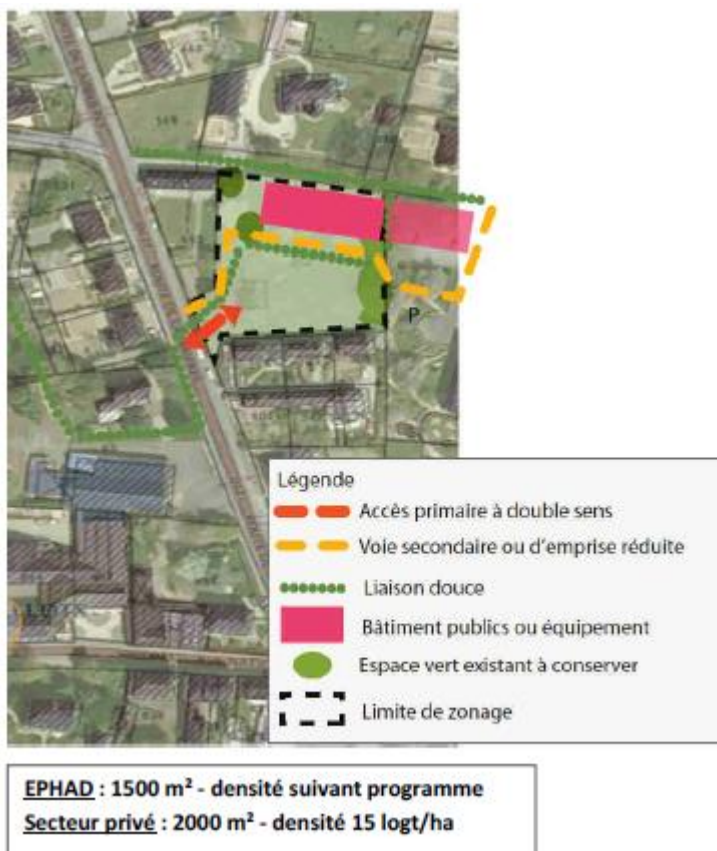 P
Légende
Accès primaire à double sens
Voie secondaire ou d'emprise réduite
Liaison douce
Bâtiment publics ou équipement
Espace vert existant à conserver
Limite de zonage
EPHAD : 1500 m² - densité suivant programme
Secteur privé : 2000 m² - densité 15 logt/ha